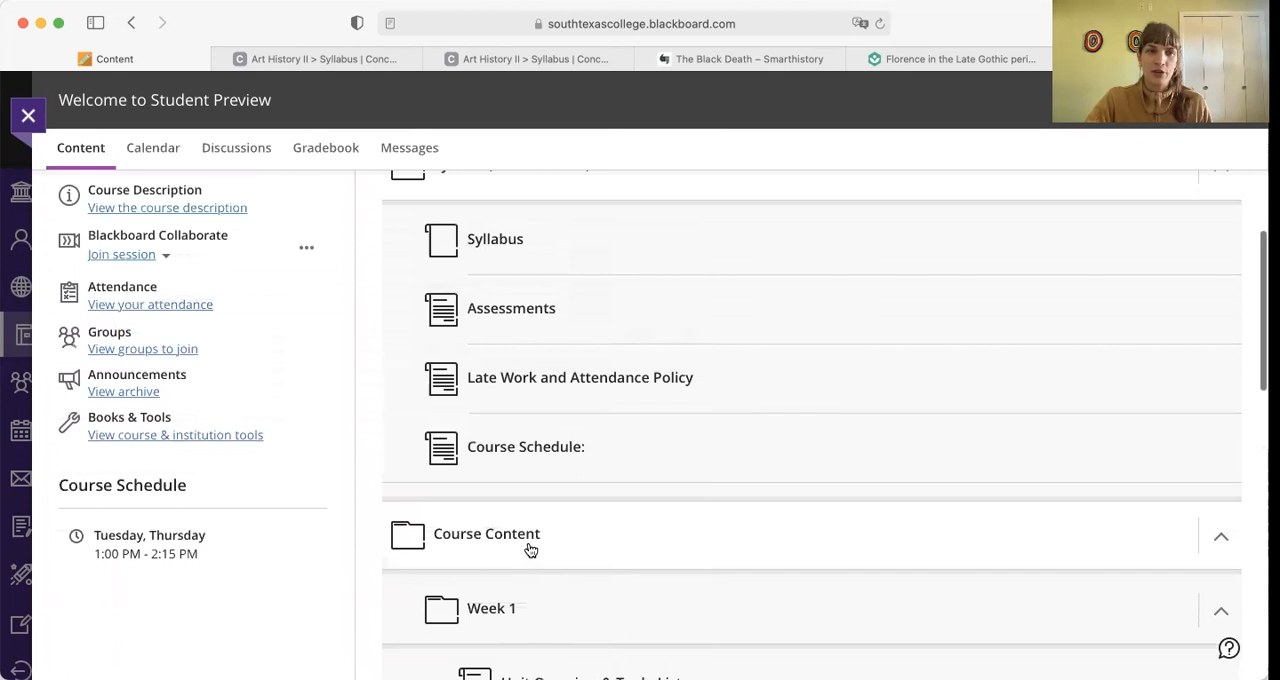 southtexascollege.blackboard.com
Content
Art History II > Syllabus | Conc...
Art History II > Syllabus | Conc...
The Black Death – Smarthistory
Florence in the Late Gothic peri...
Welcome to Student Preview
Content
Calendar
Discussions
Gradebook
Messages
Course Description
View the course description
Blackboard Collaborate
Join session
Attendance
View your attendance
Groups
View groups to join
Announcements
View archive
Books & Tools
View course & institution tools
Course Schedule
Tuesday, Thursday
1:00 PM - 2:15 PM
Syllabus
Assessments
Late Work and Attendance Policy
Course Schedule:
Course Content
Week 1